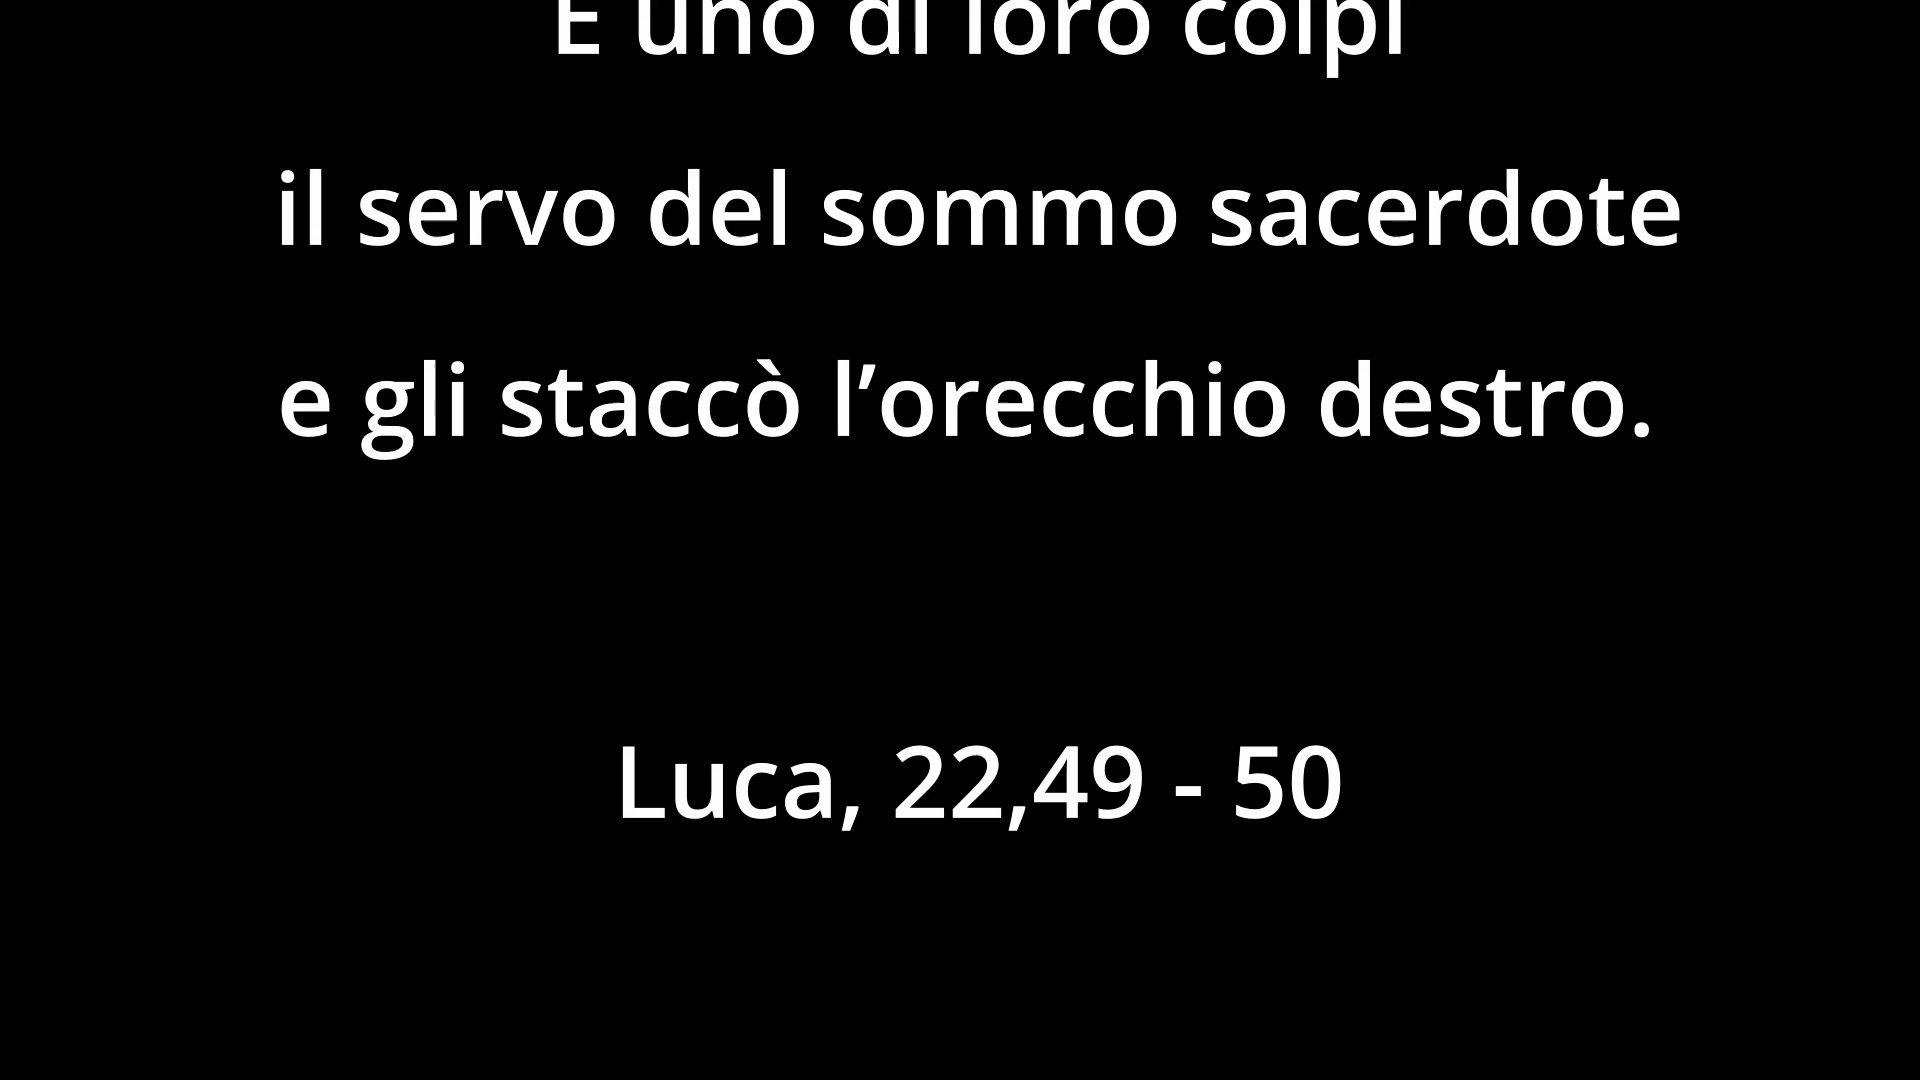 E uno di loro colpì
il servo del sommo sacerdote
e gli staccò l’orecchio destro.
Luca, 22,49 - 50